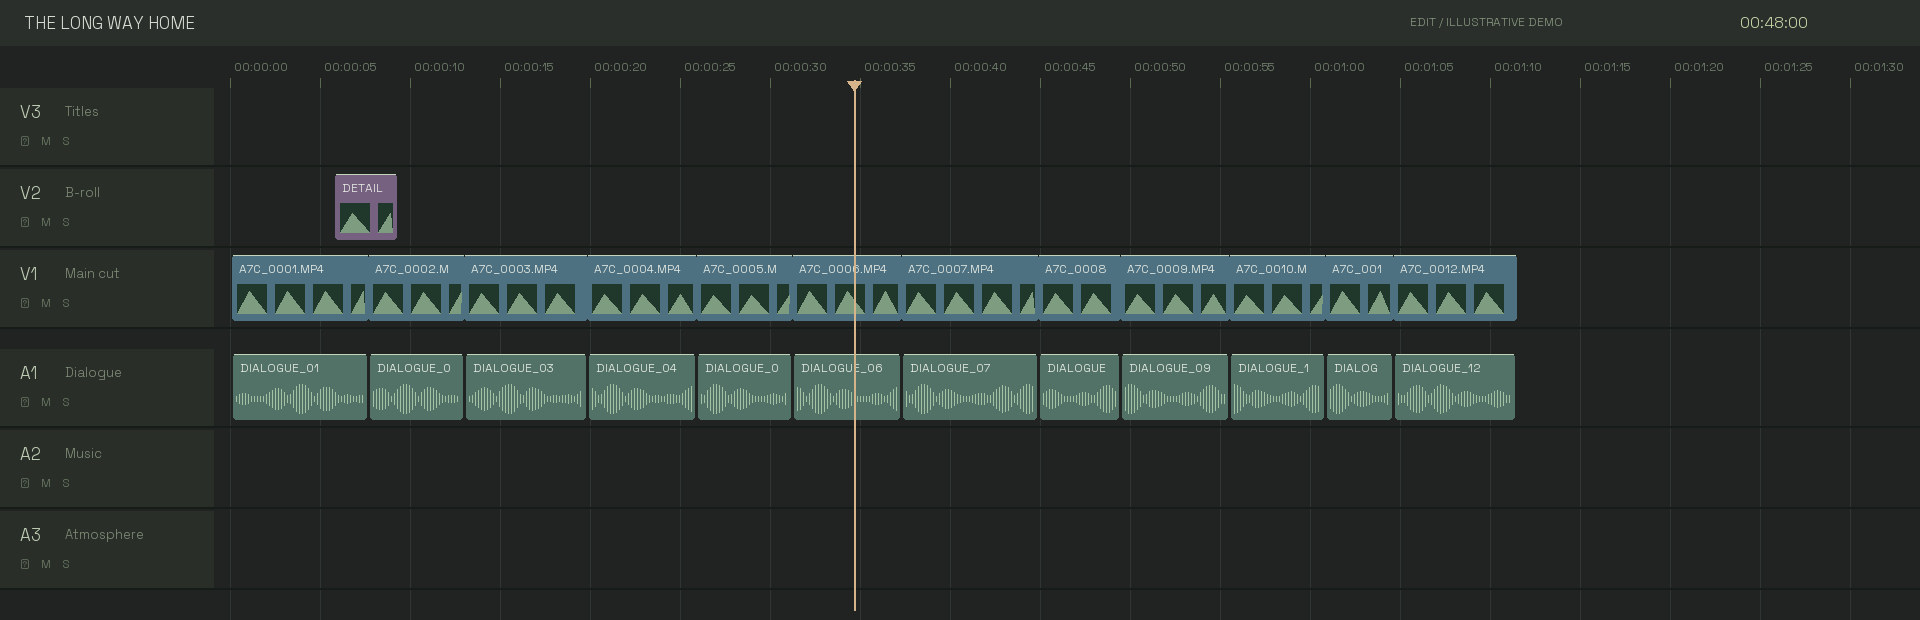 THE LONG WAY HOME
EDIT / ILLUSTRATIVE DEMO
00:48:00
00:00:00 00:00:05 00:00:10 00:00:15 00:00:20 00:00:25 00:00:30 00:00:35 00:00:40 00:00:45 00:00:50 00:00:55 00:01:00 00:01:05 00:01:10 00:01:15 00:01:20 00:01:25 00:01:30
V3 Titles
M S
V2 B-roll
M S
DETAIL
V1 Main cut
M S
A7C_0001.MP4 A7C_0002.M A7C_0003.MP4 A7C_0004.MP4 A7C_0005.M A7C_0006.MP4 A7C_0007.MP4 A7C_0008 A7C_0009.MP4 A7C_0010.M A7C_001 A7C_0012.MP4
A1 Dialogue
M S
DIALOGUE_01 DIALOGUE_0 DIALOGUE_03 DIALOGUE_04 DIALOGUE_0 DIALOGUE_06 DIALOGUE_07 DIALOGUE DIALOGUE_09 DIALOGUE_1 DIALOG DIALOGUE_12
A2 Music
M S
A3 Atmosphere
M S